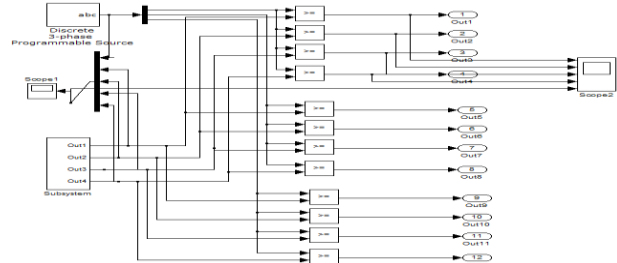 abc
Discrete
3-phase
Programmable Source
Scope1
Out1
Out2
Out3
Out4
Subsystem
>=
>=
>=
>=
>=
>=
>=
>=
>=
>=
>=
>=
1
Out1
2
Out2
3
Out3
4
Out4
Scope2
5
Out5
6
Out6
7
Out7
8
Out8
9
Out9
10
Out10
11
Out11
12